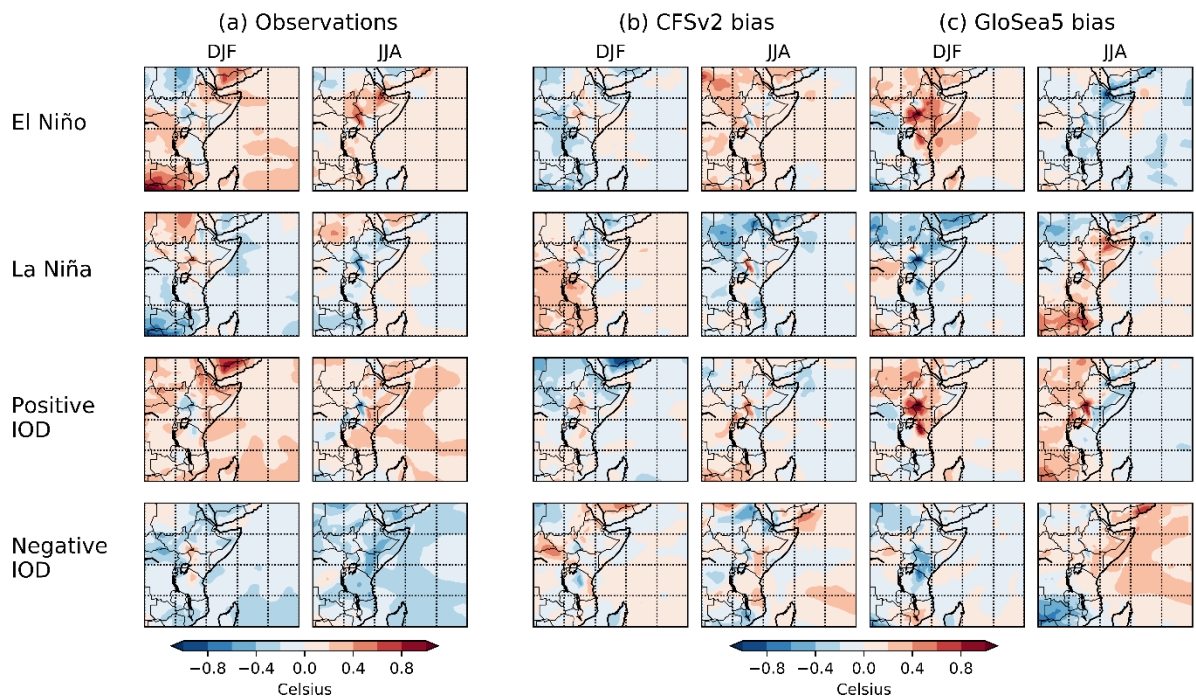 (a) Observations
(b) CFSv2 bias
(c) GloSea5 bias
DJF
JJA
DJF
JJA
DJF
JJA
El Niño
La Niña
Positive
IOD
Negative
IOD
−0.8 −0.4 0.0 0.4 0.8
Celsius
−0.8 −0.4 0.0 0.4 0.8
Celsius